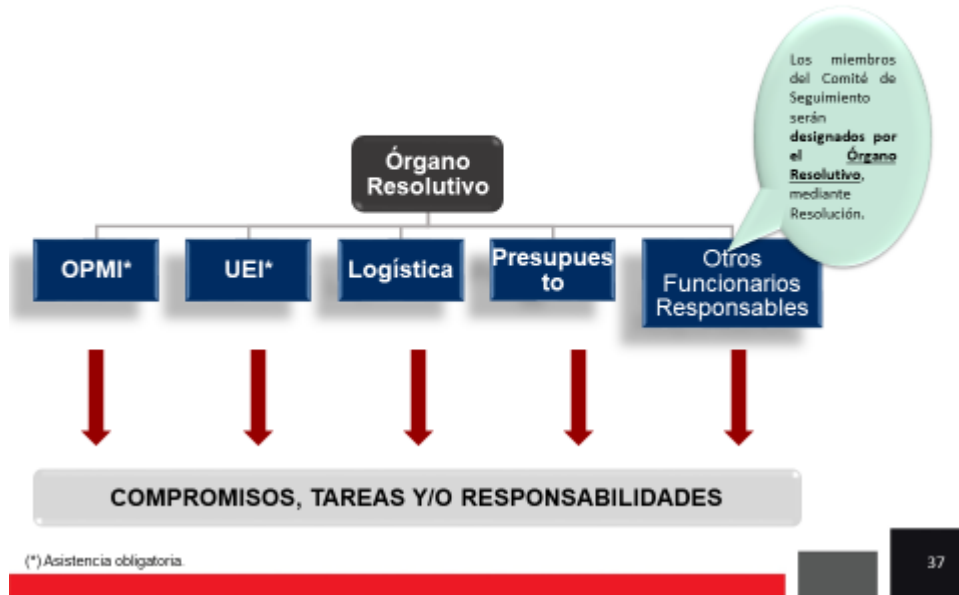 Los miembros
del Comité de
Seguimiento
serán
designados por
el Órgano
Resolutivo,
mediante
Resolución.
Órgano
Resolutivo
OPMI*
UEI*
Logística
Presupues
to
Otros
Funcionarios
Responsables
COMPROMISOS, TAREAS Y/O RESPONSABILIDADES
(*) Asistencia obligatoria.
37